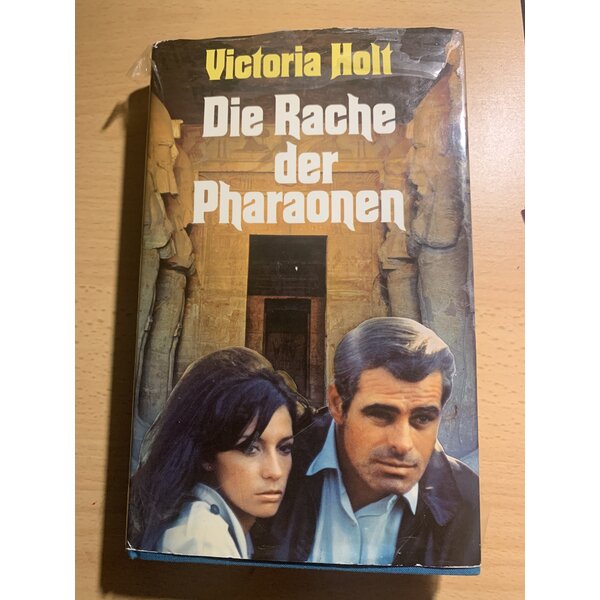 Victoria Holt
Die Rache
der
Pharaonen